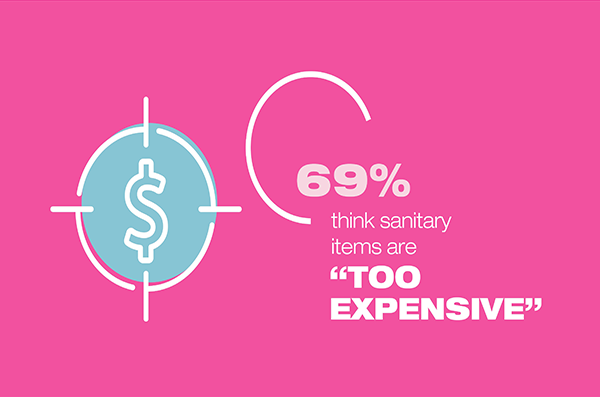 $
69%
think sanitary
items are
“TOO
EXPENSIVE”